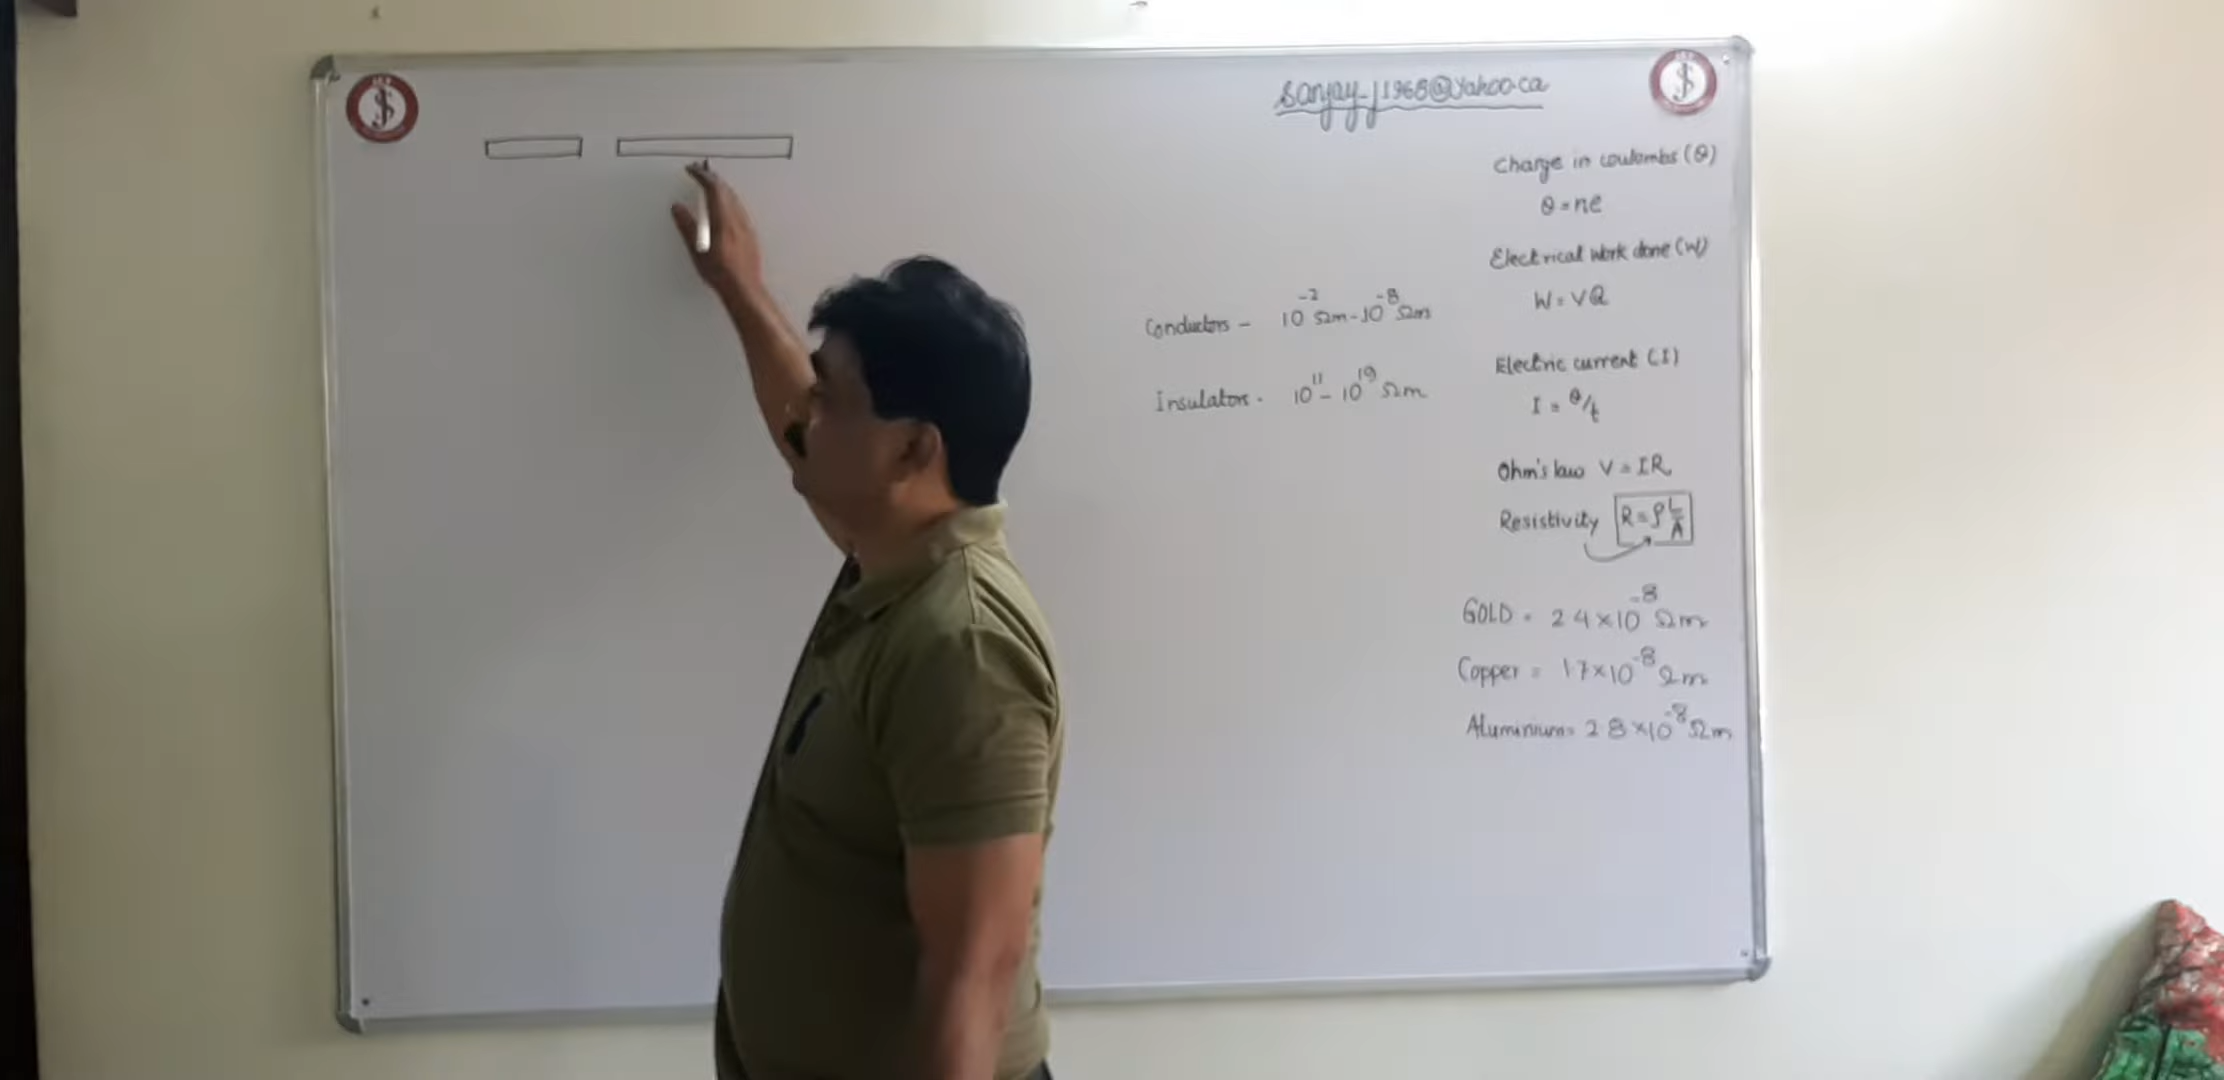 sanjay-j1968@yahoo.ca
Charge in coulombs (Q)
Q = ne
Electrical work done (W)
W = VQ
Conductors - 10⁻² Ωm - 10⁻⁸ Ωm
Electric current (I)
Insulators - 10¹¹ - 10¹⁹ Ωm
I = Q/t
Ohm's law V = IR
Resistivity R = ρ L/A
GOLD = 2.4 × 10⁻⁸ Ωm
Copper = 1.7 × 10⁻⁸ Ωm
Aluminium = 2.8 × 10⁻⁸ Ωm